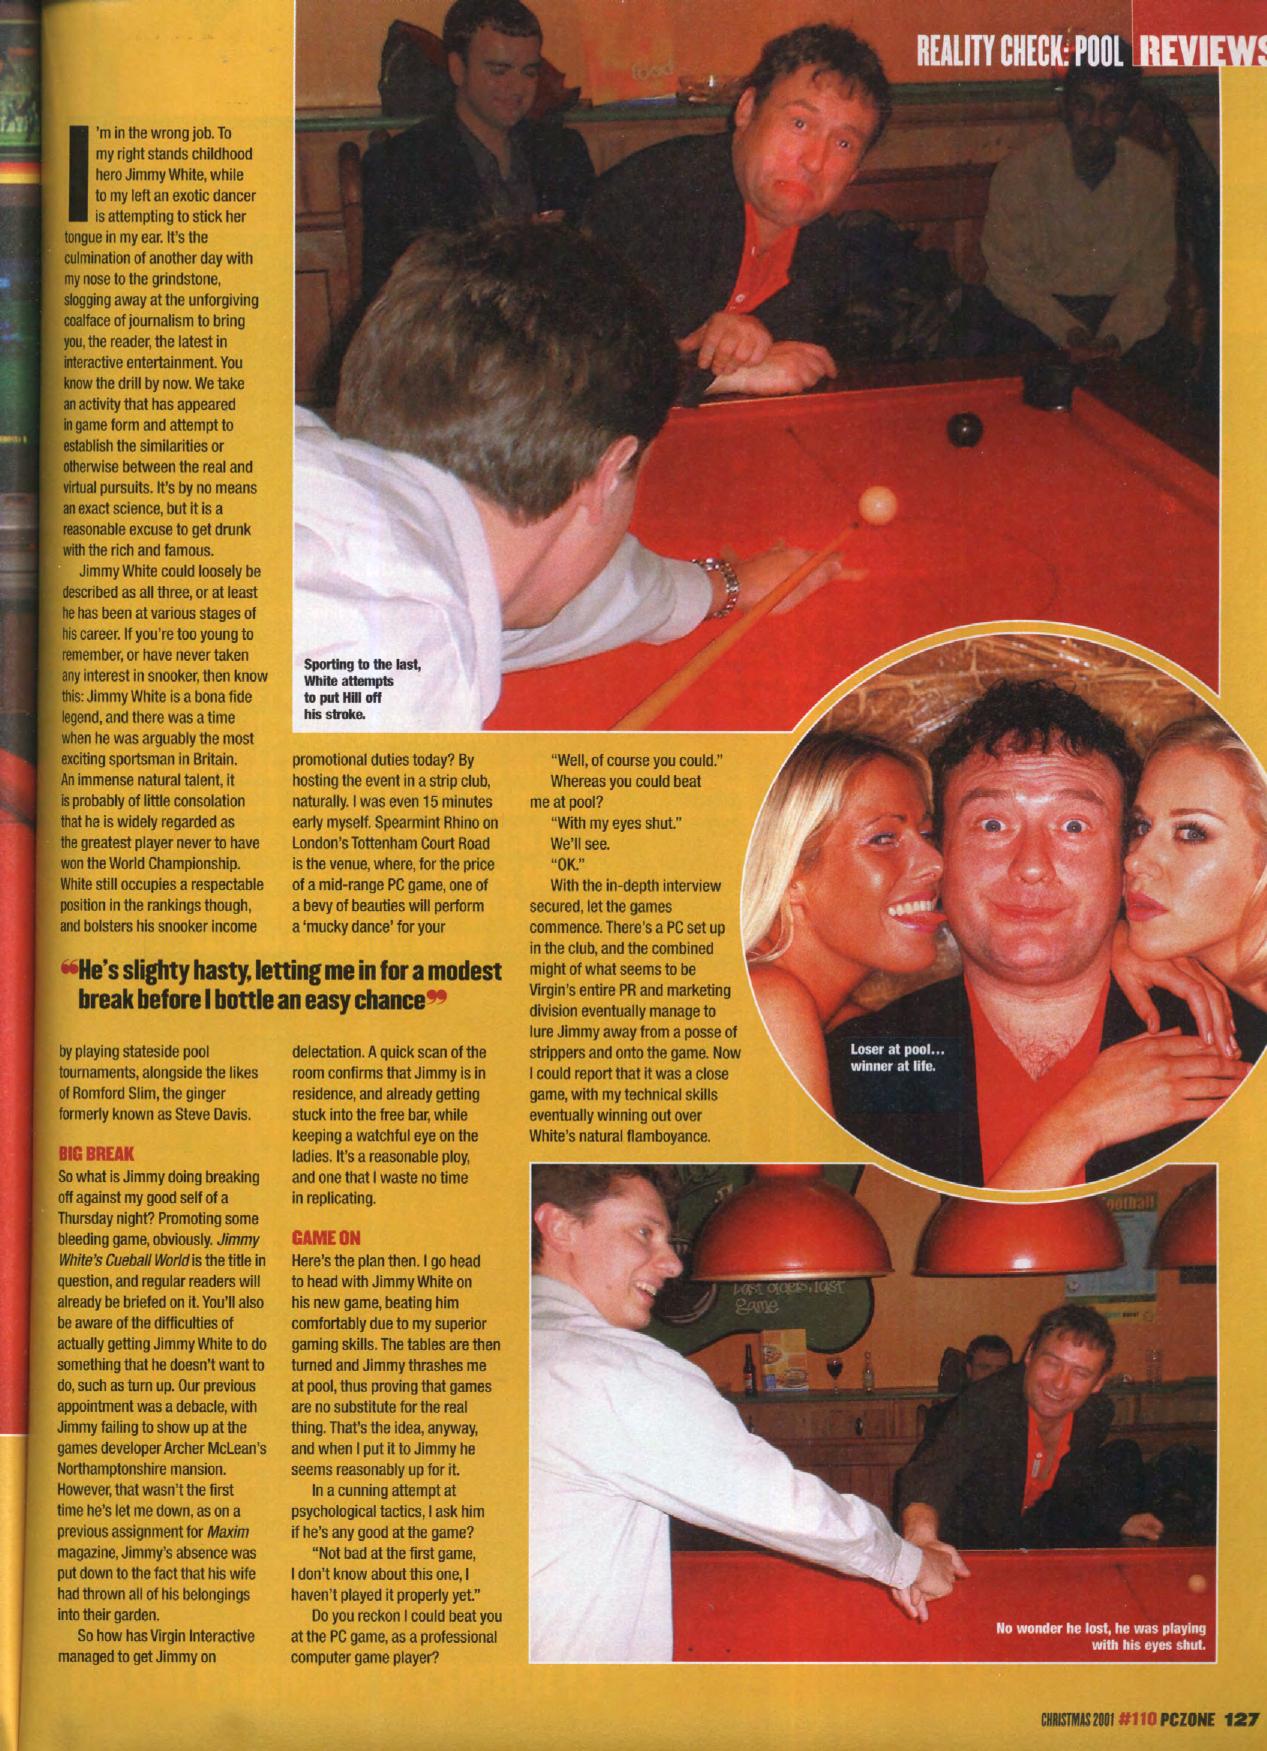 REALITY CHECK: POOL REVIEWS
I'm in the wrong job. To
my right stands childhood
hero Jimmy White, while
to my left an exotic dancer
is attempting to stick her
tongue in my ear. It's the
culmination of another day with
my nose to the grindstone,
slogging away at the unforgiving
coalface of journalism to bring
you, the reader, the latest in
interactive entertainment. You
know the drill by now. We take
an activity that has appeared
in game form and attempt to
establish the similarities or
otherwise between the real and
virtual pursuits. It's by no means
an exact science, but it is a
reasonable excuse to get drunk
with the rich and famous.
Jimmy White could loosely be
described as all three, or at least
he has been at various stages of
his career. If you're too young to
remember, or have never taken
any interest in snooker, then know
this: Jimmy White is a bona fide
legend, and there was a time
when he was arguably the most
exciting sportsman in Britain.
An immense natural talent, it
is probably of little consolation
that he is widely regarded as
the greatest player never to have
won the World Championship.
White still occupies a respectable
position in the rankings though,
and bolsters his snooker income
“He's slighty hasty, letting me in for a modest
break before I bottle an easy chance”
by playing stateside pool
tournaments, alongside the likes
of Romford Slim, the ginger
formerly known as Steve Davis.
BIG BREAK
So what is Jimmy doing breaking
off against my good self of a
Thursday night? Promoting some
bleeding game, obviously. Jimmy
White's Cueball World is the title in
question, and regular readers will
already be briefed on it. You'll also
be aware of the difficulties of
actually getting Jimmy White to do
something that he doesn't want to
do, such as turn up. Our previous
appointment was a debacle, with
Jimmy failing to show up at the
games developer Archer McLean's
Northamptonshire mansion.
However, that wasn't the first
time he's let me down, as on a
previous assignment for Maxim
magazine, Jimmy's absence was
put down to the fact that his wife
had thrown all of his belongings
into their garden.
So how has Virgin Interactive
managed to get Jimmy on
promotional duties today? By
hosting the event in a strip club,
naturally. I was even 15 minutes
early myself. Spearmint Rhino on
London's Tottenham Court Road
is the venue, where, for the price
of a mid-range PC game, one of
a bevy of beauties will perform
a 'mucky dance' for your
delectation. A quick scan of the
room confirms that Jimmy is in
residence, and already getting
stuck into the free bar, while
keeping a watchful eye on the
ladies. It's a reasonable ploy,
and one that I waste no time
in replicating.
GAME ON
Here's the plan then. I go head
to head with Jimmy White on
his new game, beating him
comfortably due to my superior
gaming skills. The tables are then
turned and Jimmy thrashes me
at pool, thus proving that games
are no substitute for the real
thing. That's the idea, anyway,
and when I put it to Jimmy he
seems reasonably up for it.
In a cunning attempt at
psychological tactics, I ask him
if he's any good at the game?
“Not bad at the first game,
I don't know about this one, I
haven't played it properly yet.”
Do you reckon I could beat you
at the PC game, as a professional
computer game player?
“Well, of course you could.”
Whereas you could beat
me at pool?
“With my eyes shut.”
We'll see.
“OK.”
With the in-depth interview
secured, let the games
commence. There's a PC set up
in the club, and the combined
might of what seems to be
Virgin's entire PR and marketing
division eventually manage to
lure Jimmy away from a posse of
strippers and onto the game. Now
I could report that it was a close
game, with my technical skills
eventually winning out over
White's natural flamboyance.
food
Sporting to the last,
White attempts
to put Hill off
his stroke.
Loser at pool...
winner at life.
football
Last orders, last
game
No wonder he lost, he was playing
with his eyes shut.
CHRISTMAS 2001 #110 PCZONE 127